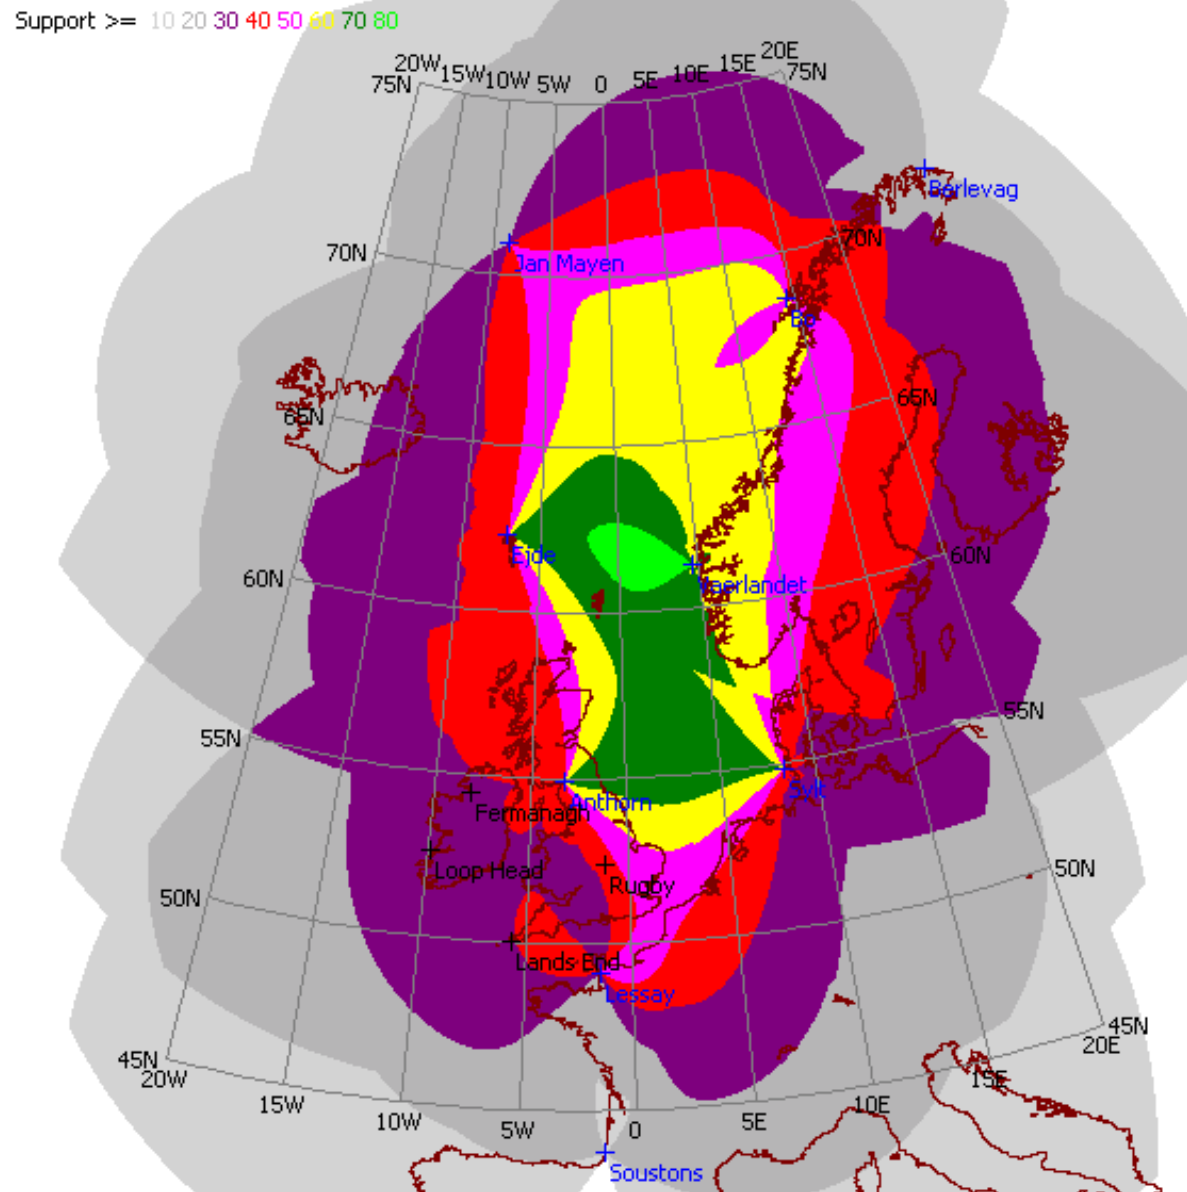 Support >= 10 20 30 40 50 60 70 80
20W 15W 10W 5W 0 5E 10E 15E 20E
75N 75N
Berlevag
70N 70N
Jan Mayen
Bo
65N 65N
60N 60N
Ejde
Vaerlandet
55N 55N
Sylt
Anthorn
Fermanagh
Loop Head
50N 50N
Rugby
Lands End
Lessay
45N 45N
20W 20E
15W 15E
10W 10E
5W 0 5E
Soustons